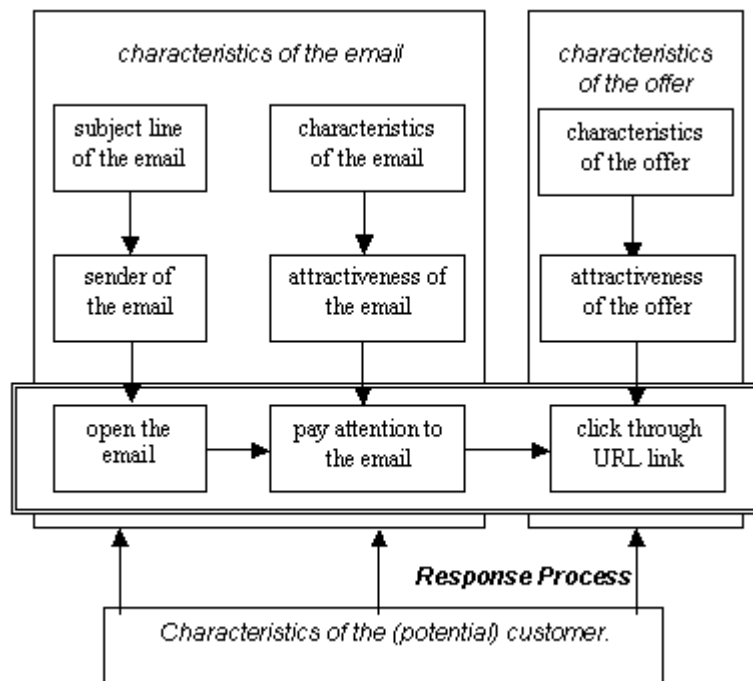 characteristics of the email
characteristics
of the offer
subject line
of the email
characteristics
of the email
characteristics
of the offer
sender of
the email
attractiveness of
the email
attractiveness
of the offer
open the
email
pay attention to
the email
click through
URL link
Response Process
Characteristics of the (potential) customer.